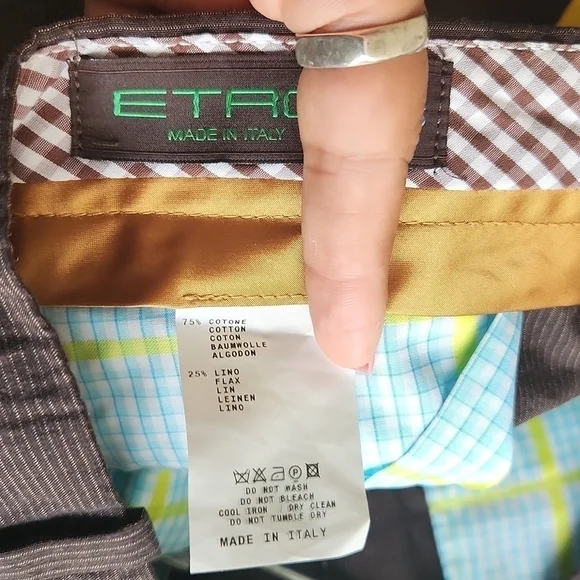 ETRO
MADE IN ITALY
75% COTONE
COTTON
COTON
BAUMWOLLE
ALGODON
25% LINO
FLAX
LIN
LEINEN
LINO
A P
DO NOT WASH
DO NOT BLEACH
COOL IRON / DRY CLEAN
DO NOT TUMBLE DRY
MADE IN ITALY